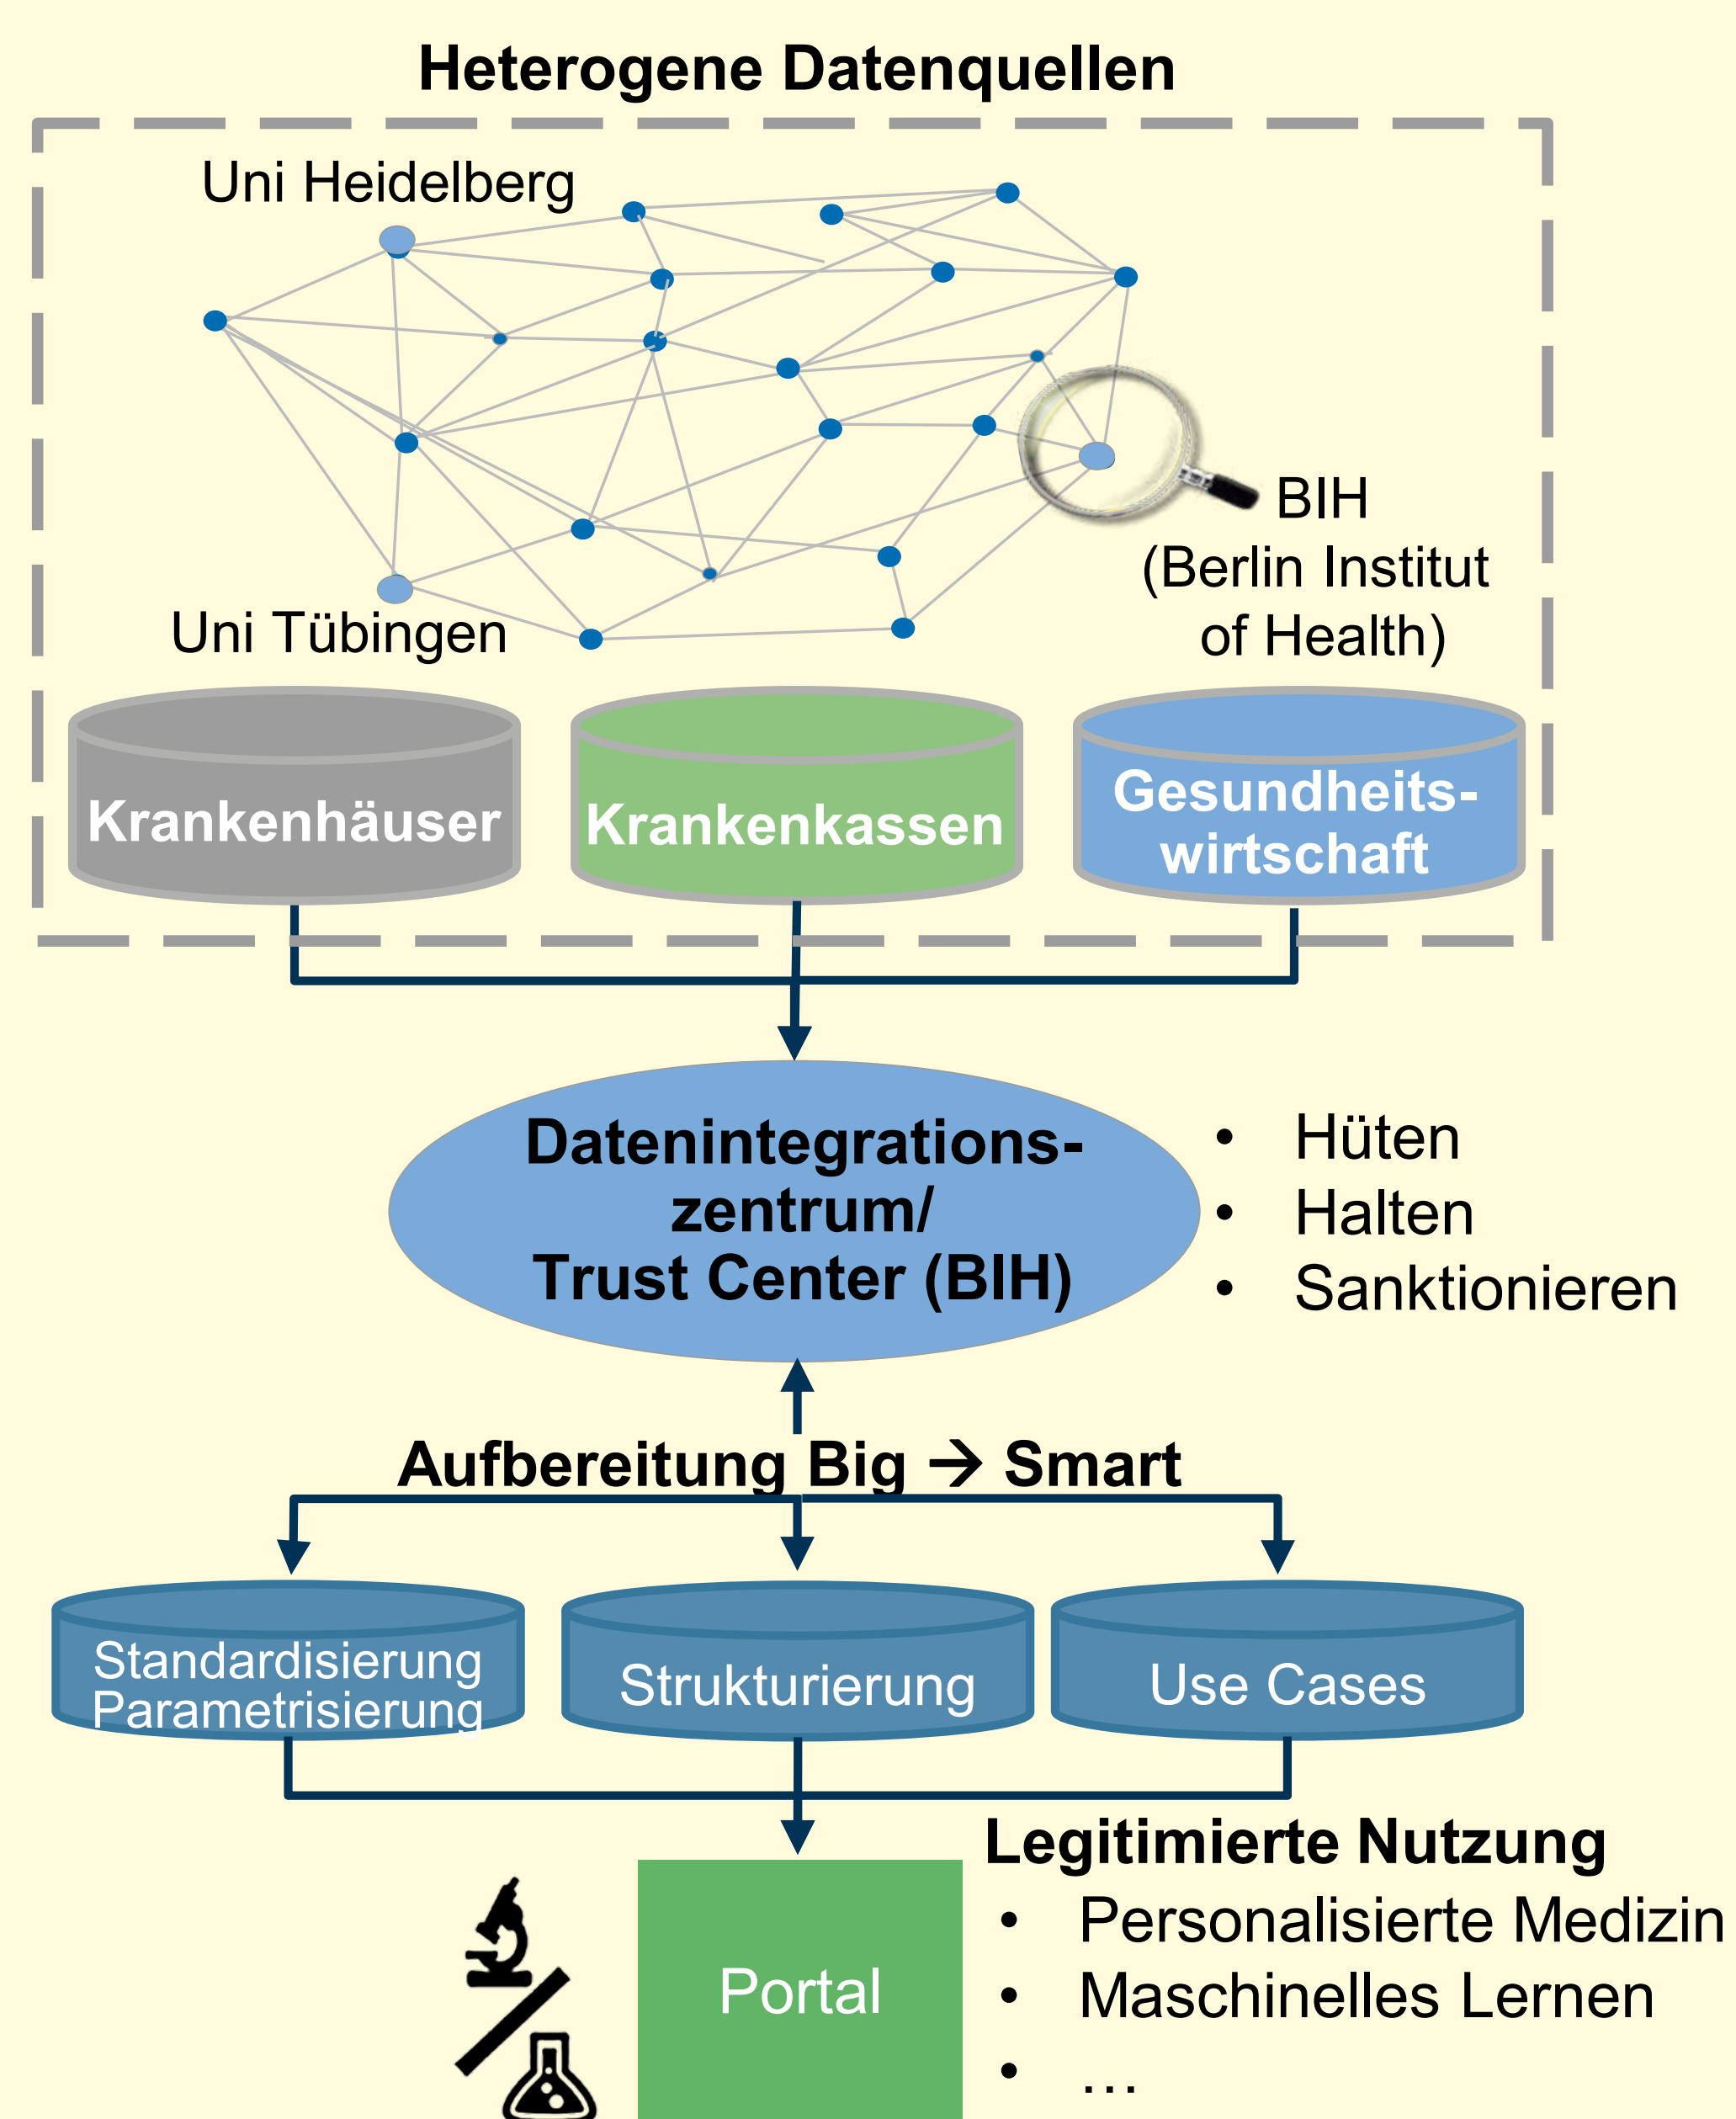 Heterogene Datenquellen
Uni Heidelberg
BIH
(Berlin Institut
of Health)
Uni Tübingen
Krankenhäuser
Krankenkassen
Gesundheits-
wirtschaft
Datenintegrations-
zentrum/
Trust Center (BIH)
• Hüten
• Halten
• Sanktionieren
Aufbereitung Big → Smart
Standardisierung
Parametrisierung
Strukturierung
Use Cases
Legitimierte Nutzung
• Personalisierte Medizin
• Maschinelles Lernen
• …
Portal